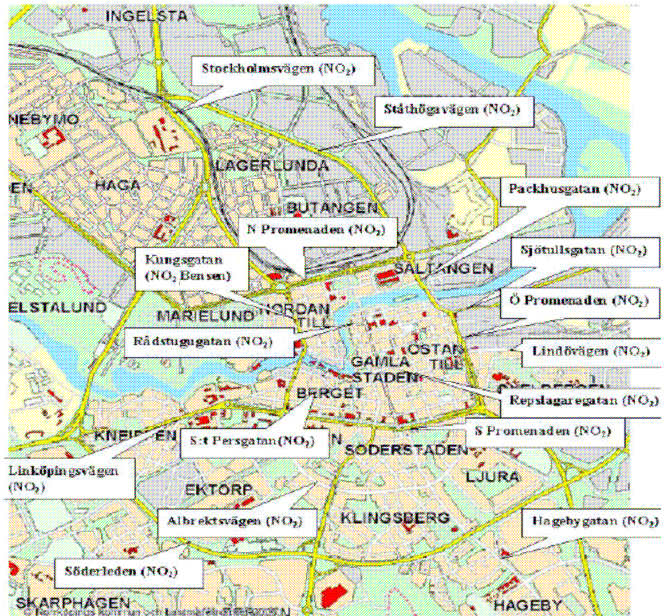 INGELSTA
Stockholmsvägen (NO₂)
Ståthögavägen (NO₂)
NEBYMO
LAGERLUNDA
HAGA
Packhusgatan (NO₂)
BUTANGEN
N Promenaden (NO₂)
Kungsgatan
(NO₂ Bensen)
Sjötullsgatan (NO₂)
SALTANGEN
Ö Promenaden (NO₂)
ELSTALUND
MARIELUND
NORDAN
TILL
Rådstugugatan (NO₂)
ÖSTAN
TILL
Lindövägen (NO₂)
GAMLA
STADEN
BERGET
Repslagaregatan (NO₂)
S Promenaden (NO₂)
S:t Persgatan(NO₂)
SÖDERSTADEN
Linköpingsvägen
(NO₂)
LJURA
EKTORP
Albrektsvägen (NO₂)
KLINGSBERG
Hagebygatan (NO₂)
Söderleden (NO₂)
SKARPHAGEN
HAGEBY